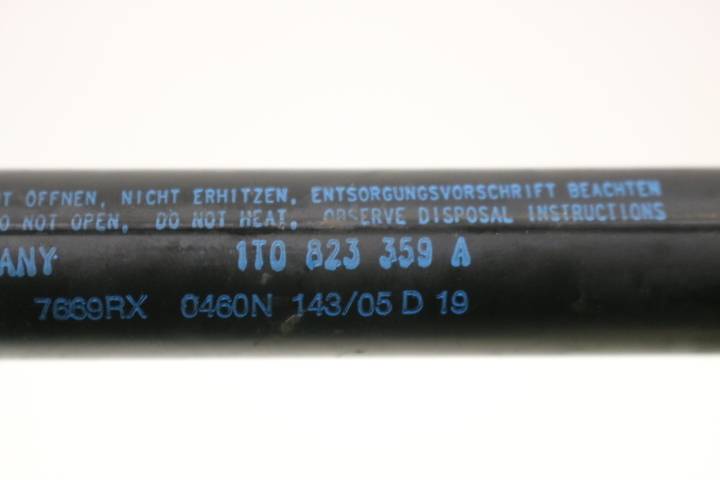 T ÖFFNEN, NICHT ERHITZEN, ENTSORGUNGSVORSCHRIFT BEACHTEN
O NOT OPEN, DO NOT HEAT, OBSERVE DISPOSAL INSTRUCTIONS
ANY 1T0 823 359 A
7669RX 0460N 143/05 D 19